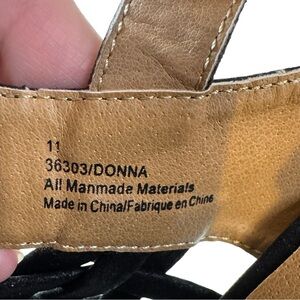 11
36303/DONNA
All Manmade Materials
Made in China/Fabrique en Chine